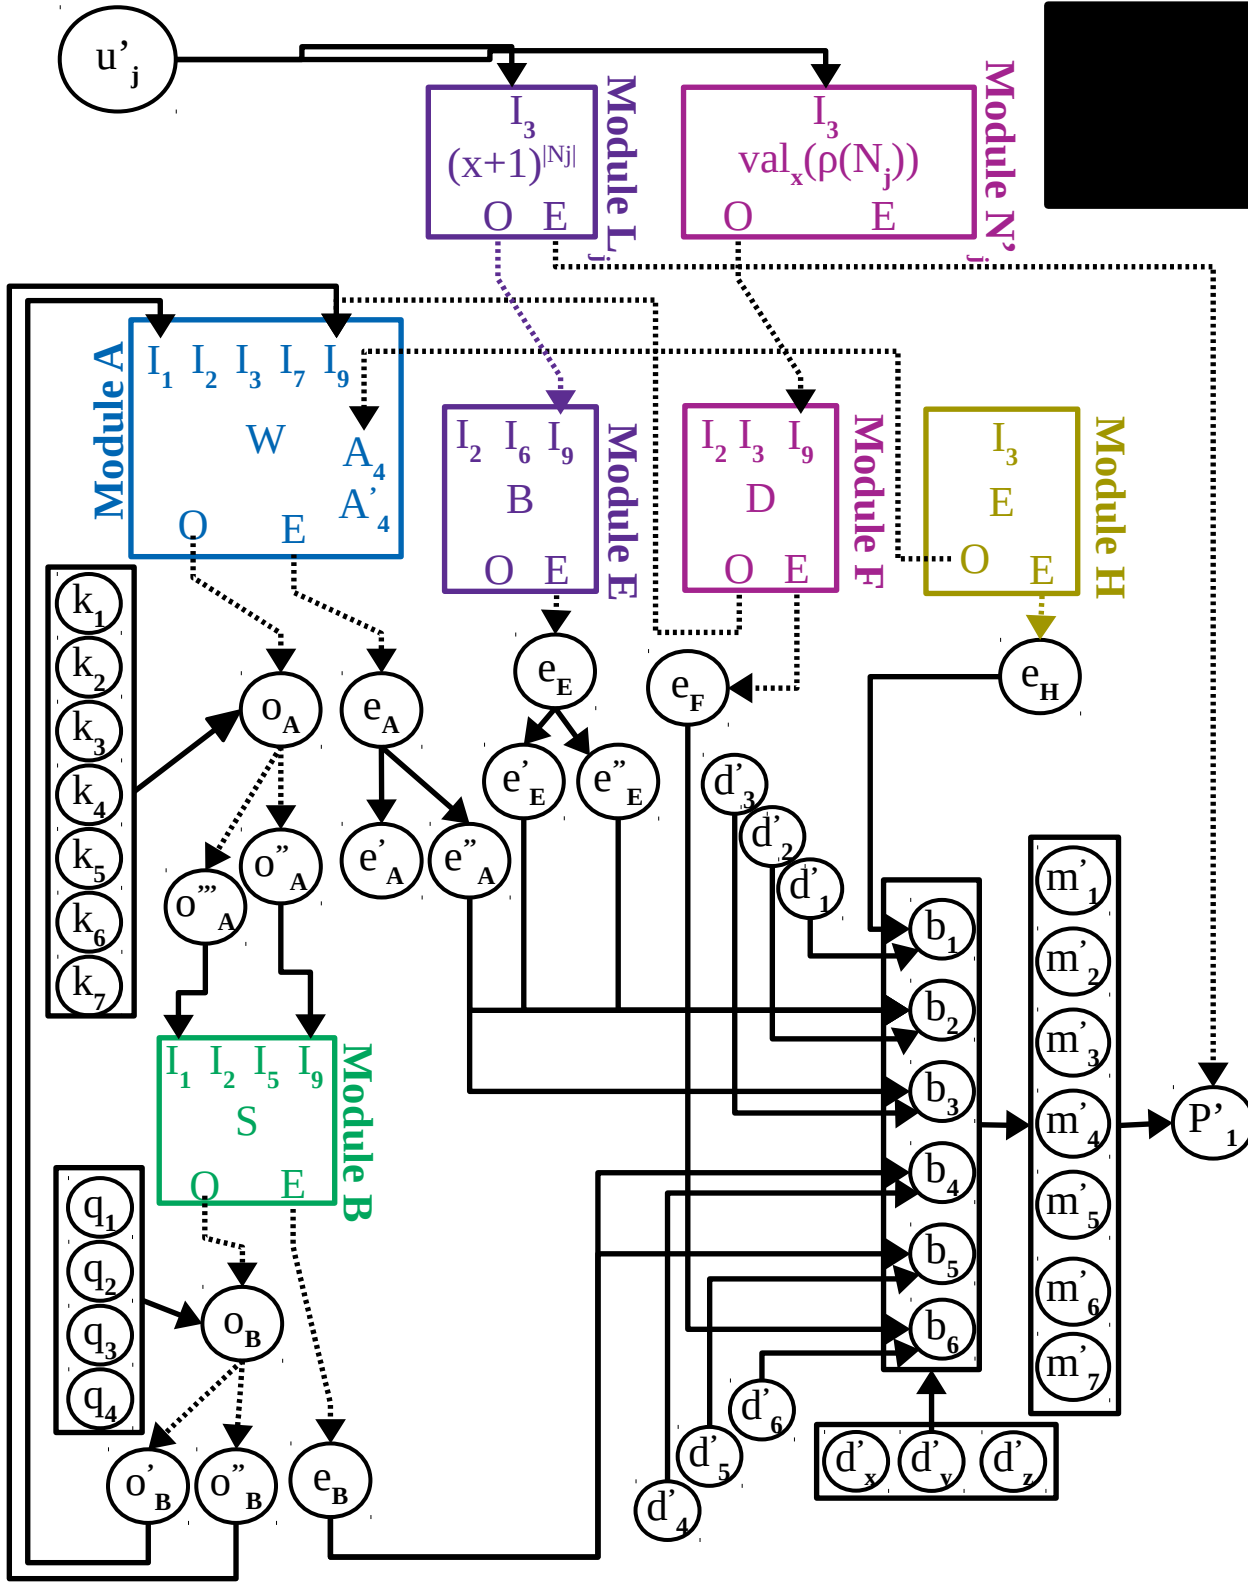 u'j
I3
(x+1)^|Nj|
O E
Module Lj
I3
valx(ρ(Nj))
O E
Module N'j
Module A
I1 I2 I3 I7 I9
W
A4
A'4
O E
I2 I6 I9
B
O E
Module E
I2 I3 I9
D
O E
Module F
I3
E
O E
Module H
k1
k2
k3
k4
k5
k6
k7
oA
eA
eE
eF
eH
e'E
e''E
d'3
d'2
d'1
o'''A
o''A
e'A
e''A
I1 I2 I5 I9
S
O E
Module B
b1
b2
b3
b4
b5
b6
m'1
m'2
m'3
m'4
m'5
m'6
m'7
P'1
q1
q2
q3
q4
oB
o'B
o''B
eB
d'6
d'5
d'4
d'x d'y d'z